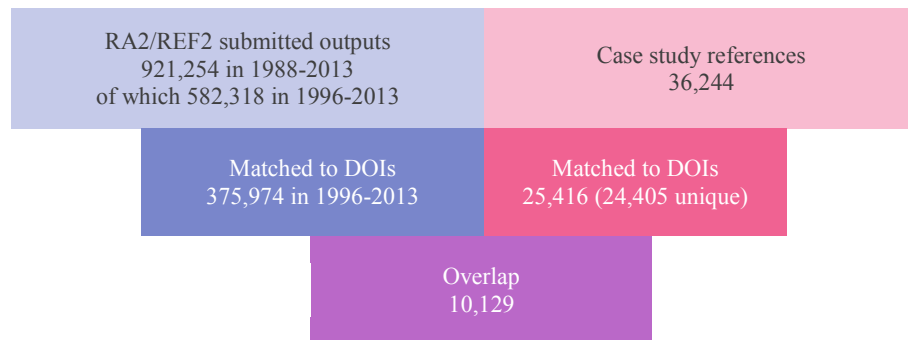 RA2/REF2 submitted outputs
921,254 in 1988-2013
of which 582,318 in 1996-2013
Case study references
36,244
Matched to DOIs
375,974 in 1996-2013
Matched to DOIs
25,416 (24,405 unique)
Overlap
10,129